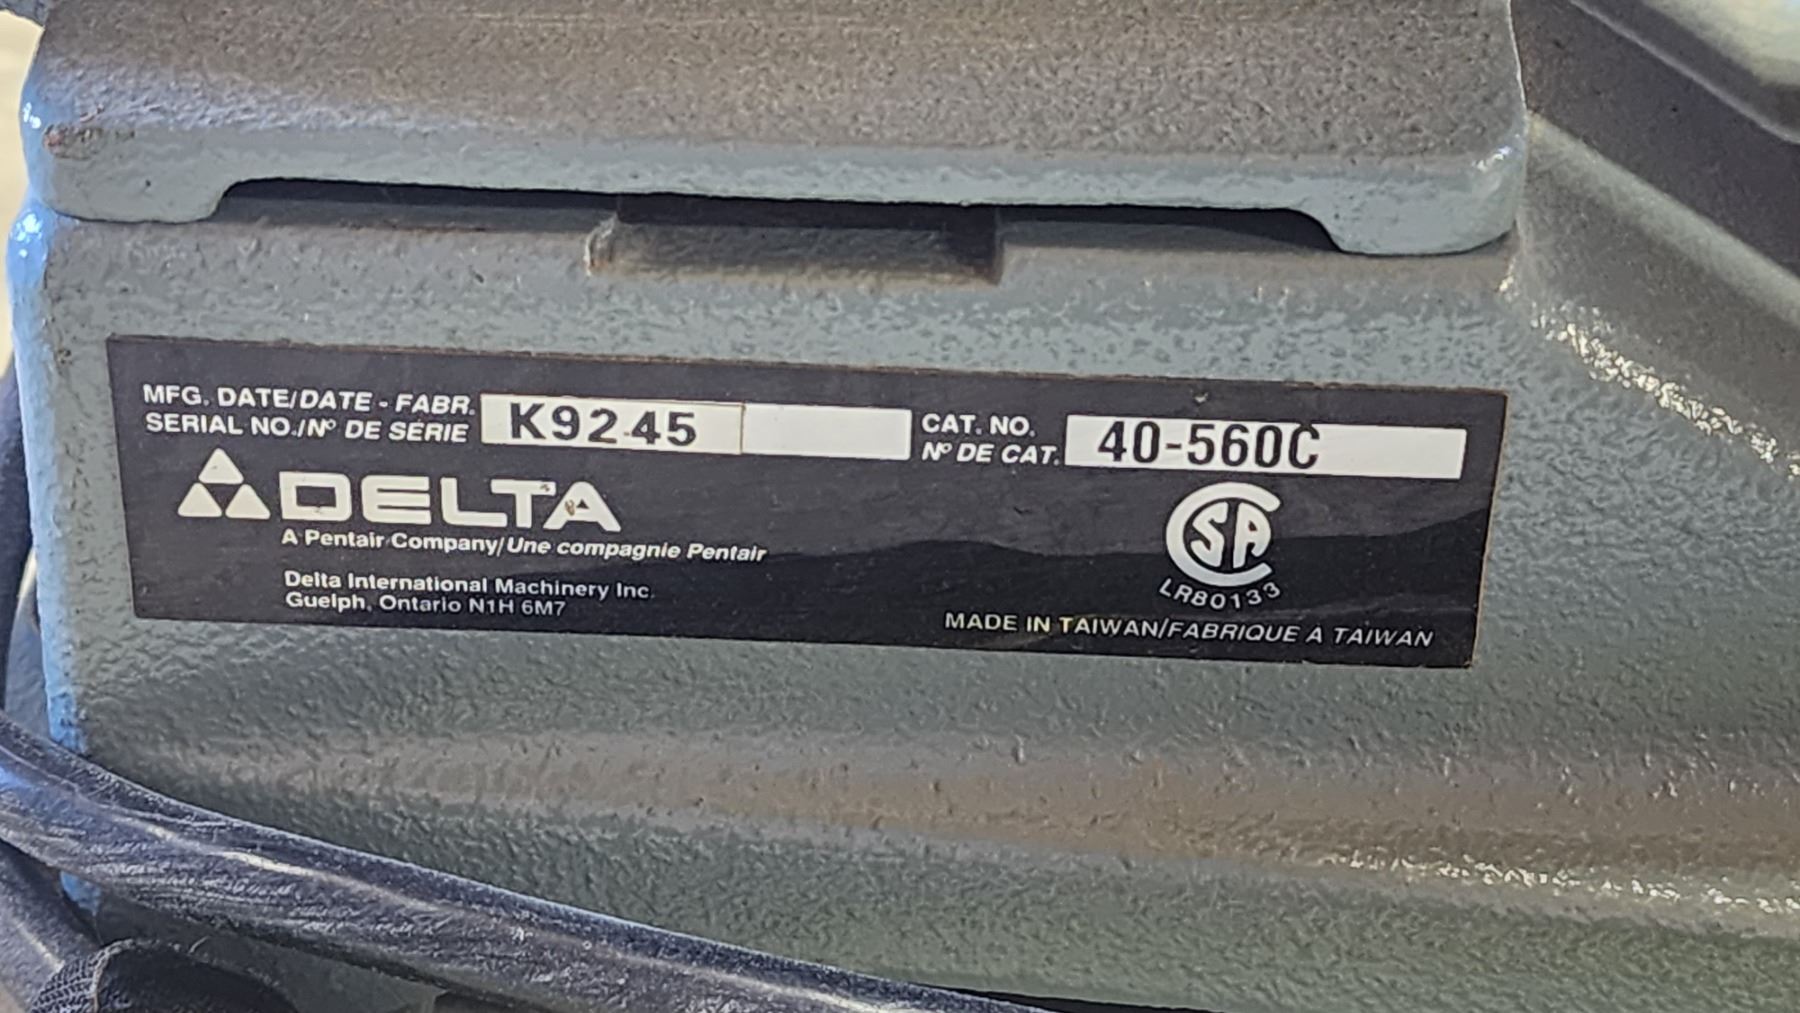 MFG. DATE/DATE - FABR.
SERIAL NO./Nº DE SÉRIE
K9245
CAT. NO.
Nº DE CAT.
40-560C
DELTA
A Pentair Company/Une compagnie Pentair
Delta International Machinery Inc.
Guelph, Ontario N1H 6M7
CSA
LR80133
MADE IN TAIWAN/FABRIQUE A TAIWAN